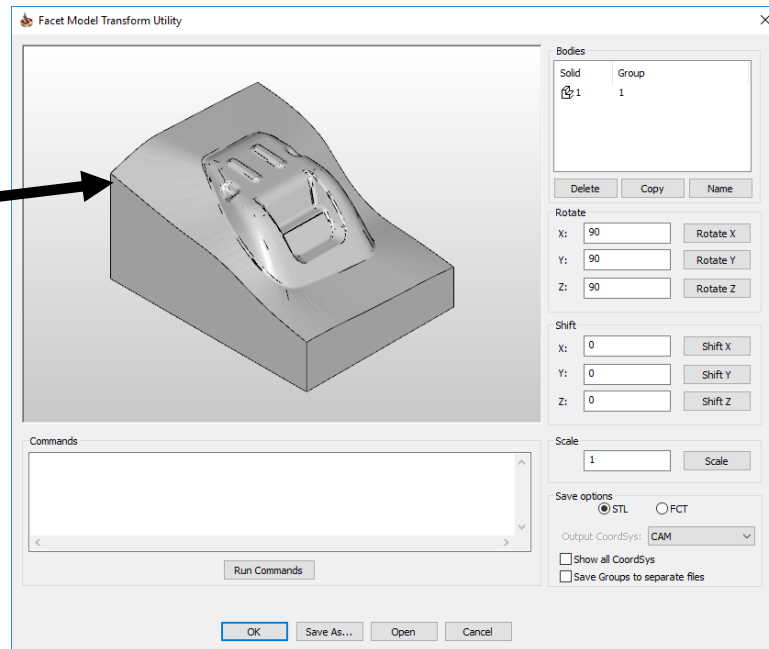 Facet Model Transform Utility
Bodies
Solid Group
1 1
Delete Copy Name
Rotate
X: 90 Rotate X
Y: 90 Rotate Y
Z: 90 Rotate Z
Shift
X: 0 Shift X
Y: 0 Shift Y
Z: 0 Shift Z
Commands
Run Commands
Scale
1 Scale
Save options
STL FCT
Output CoordSys: CAM
Show all CoordSys
Save Groups to separate files
OK Save As... Open Cancel